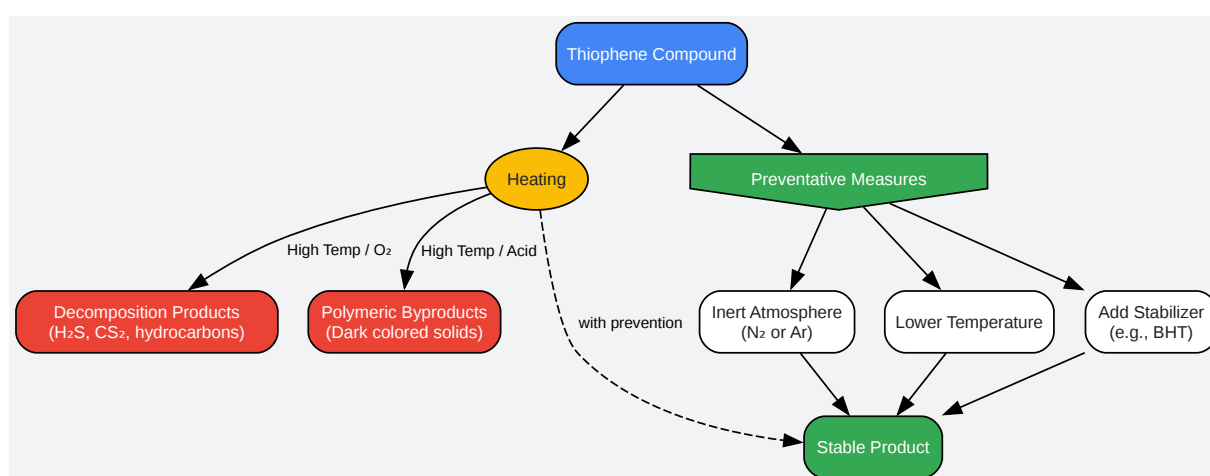 Thiophene Compound
Heating
Preventative Measures
High Temp / O₂
High Temp / Acid
Decomposition Products
(H₂S, CS₂, hydrocarbons)
Polymeric Byproducts
(Dark colored solids)
with prevention
Inert Atmosphere
(N₂ or Ar)
Lower Temperature
Add Stabilizer
(e.g., BHT)
Stable Product